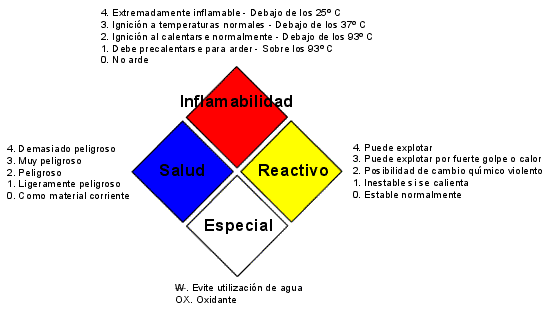 4. Extremadamente inflamable - Debajo de los 25º C
3. Ignición a temperaturas normales - Debajo de los 37º C
2. Ignición al calentarse normalmente - Debajo de los 93º C
1. Debe precalentarse para arder - Sobre los 93º C
0. No arde
Inflamabilidad
4. Demasiado peligroso
3. Muy peligroso
2. Peligroso
1. Ligeramente peligroso
0. Como material corriente
Salud
Reactivo
4. Puede explotar
3. Puede explotar por fuerte golpe o calor
2. Posibilidad de cambio químico violento
1. Inestable si se calienta
0. Estable normalmente
Especial
W-. Evite utilización de agua
OX. Oxidante